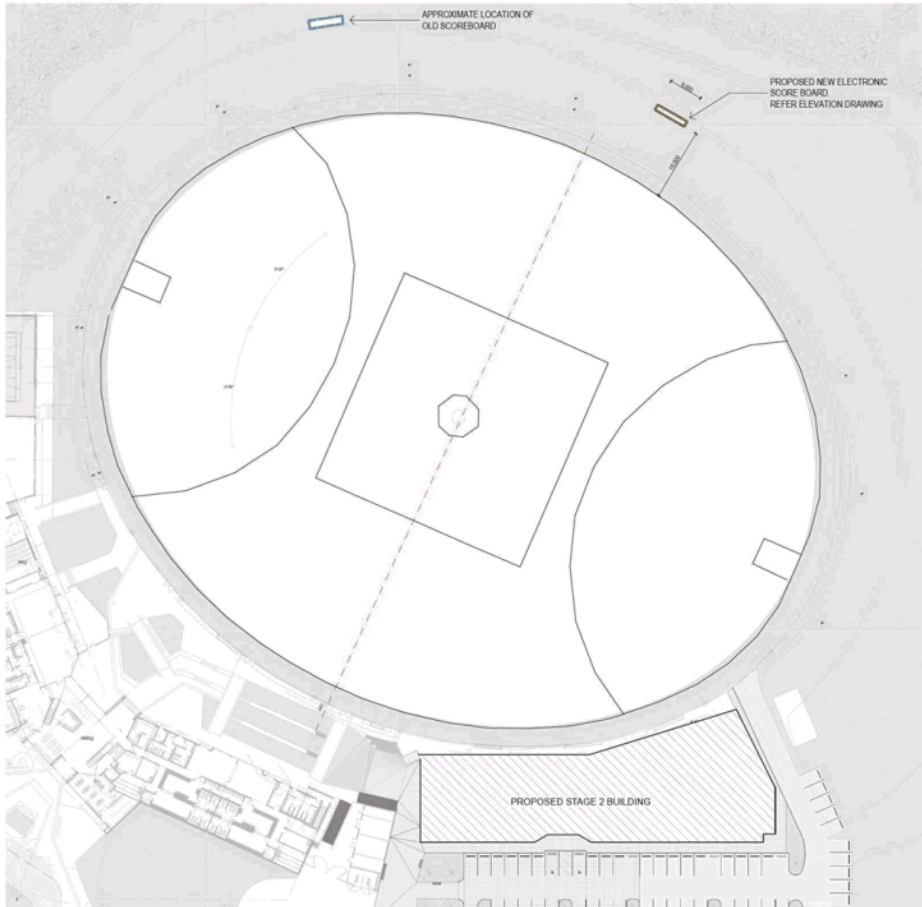 APPROXIMATE LOCATION OF
OLD SCOREBOARD
PROPOSED NEW ELECTRONIC
SCORE BOARD.
REFER ELEVATION DRAWING
PROPOSED STAGE 2 BUILDING